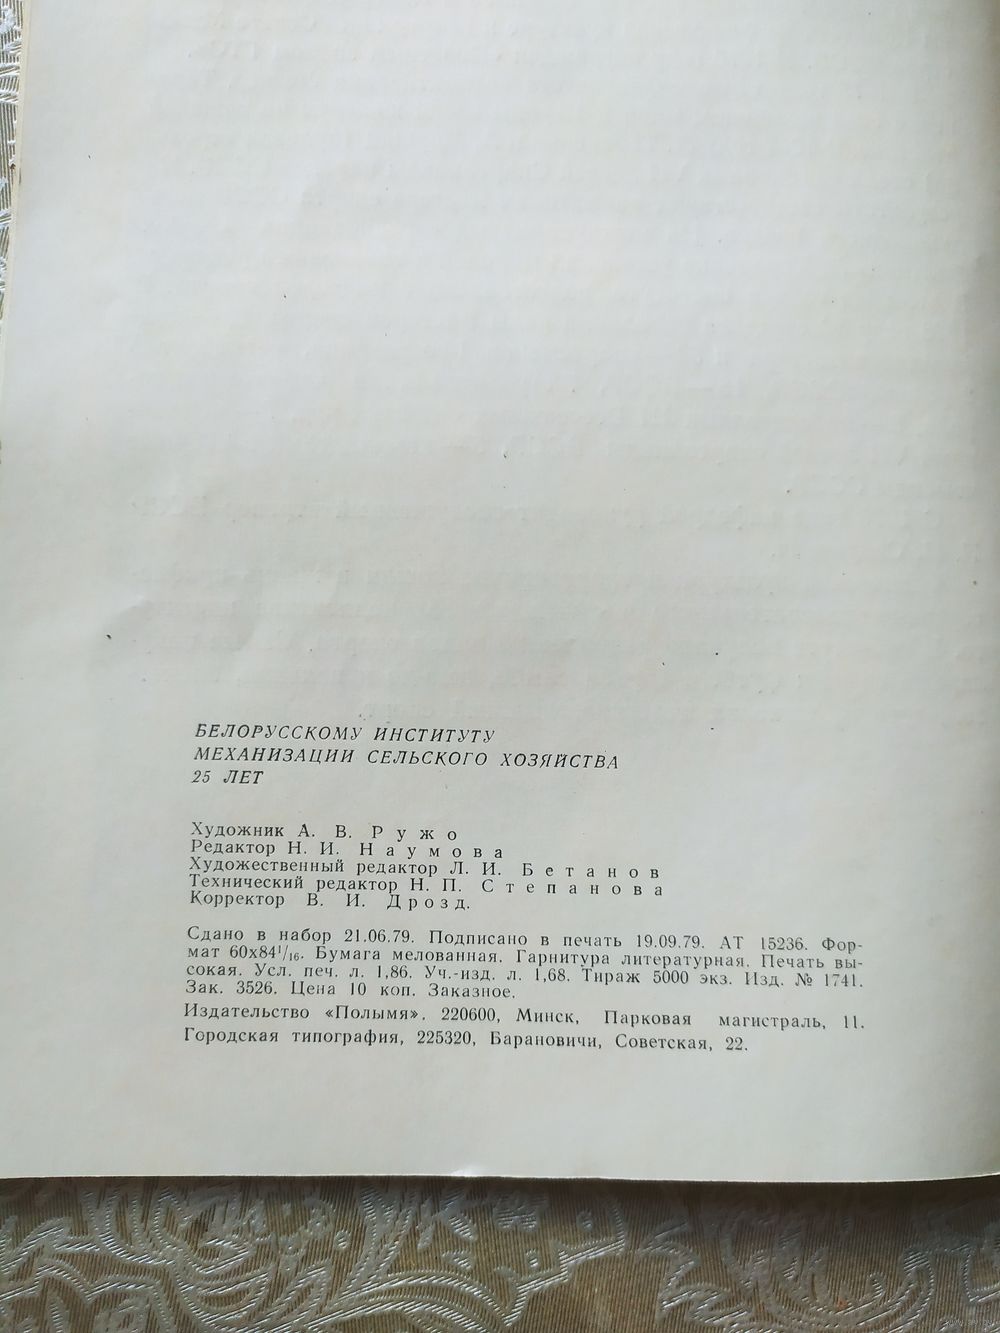 БЕЛОРУССКОМУ ИНСТИТУТУ
МЕХАНИЗАЦИИ СЕЛЬСКОГО ХОЗЯЙСТВА
25 ЛЕТ
Художник А. В. Ружо
Редактор Н. И. Наумова
Художественный редактор Л. И. Бетанов
Технический редактор Н. П. Степанова
Корректор В. И. Дрозд.
Сдано в набор 21.06.79. Подписано в печать 19.09.79. АТ 15236. Фор-
мат 60х84¹/₁₆. Бумага мелованная. Гарнитура литературная. Печать вы-
сокая. Усл. печ. л. 1,86. Уч.-изд. л. 1,68. Тираж 5000 экз. Изд. № 1741.
Зак. 3526. Цена 10 коп. Заказное.
Издательство «Полымя». 220600, Минск, Парковая магистраль, 11.
Городская типография, 225320, Барановичи, Советская, 22.